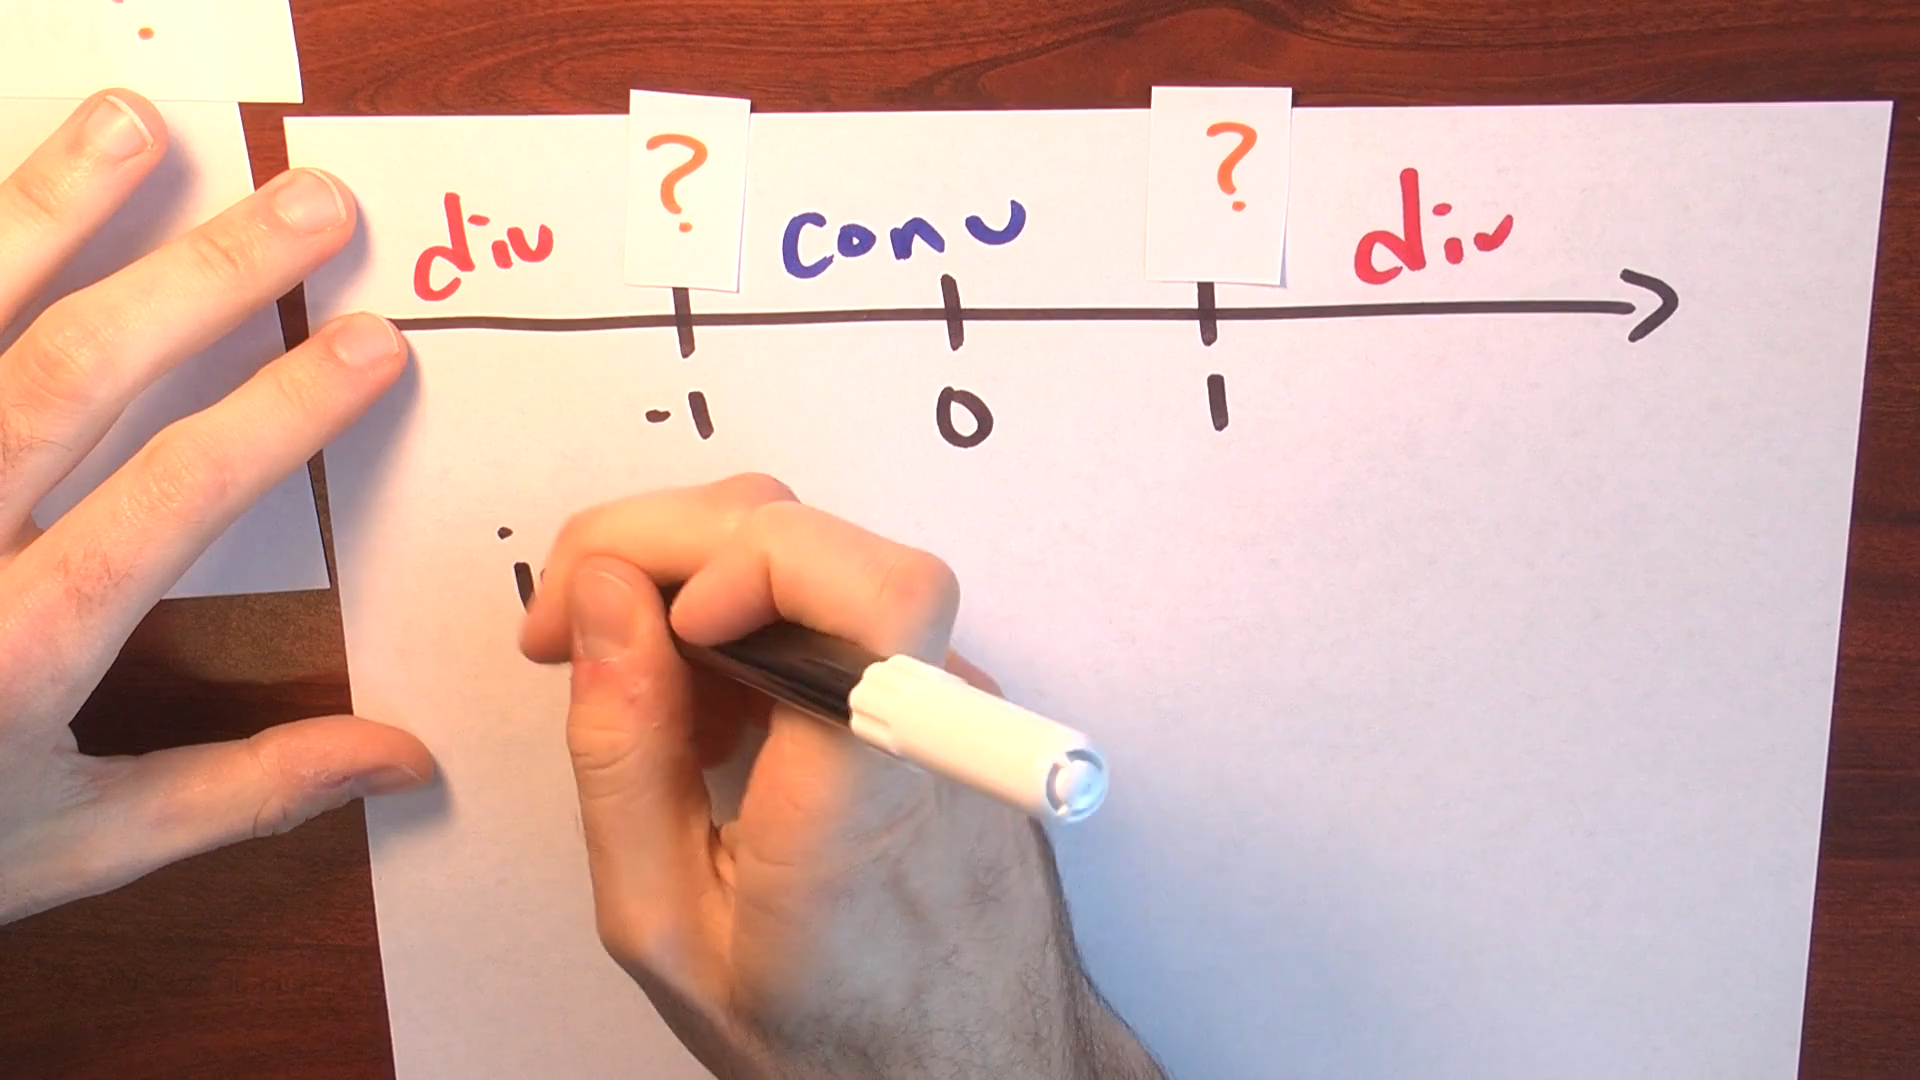 ?
div ? conv ? div
-1 0 1
i